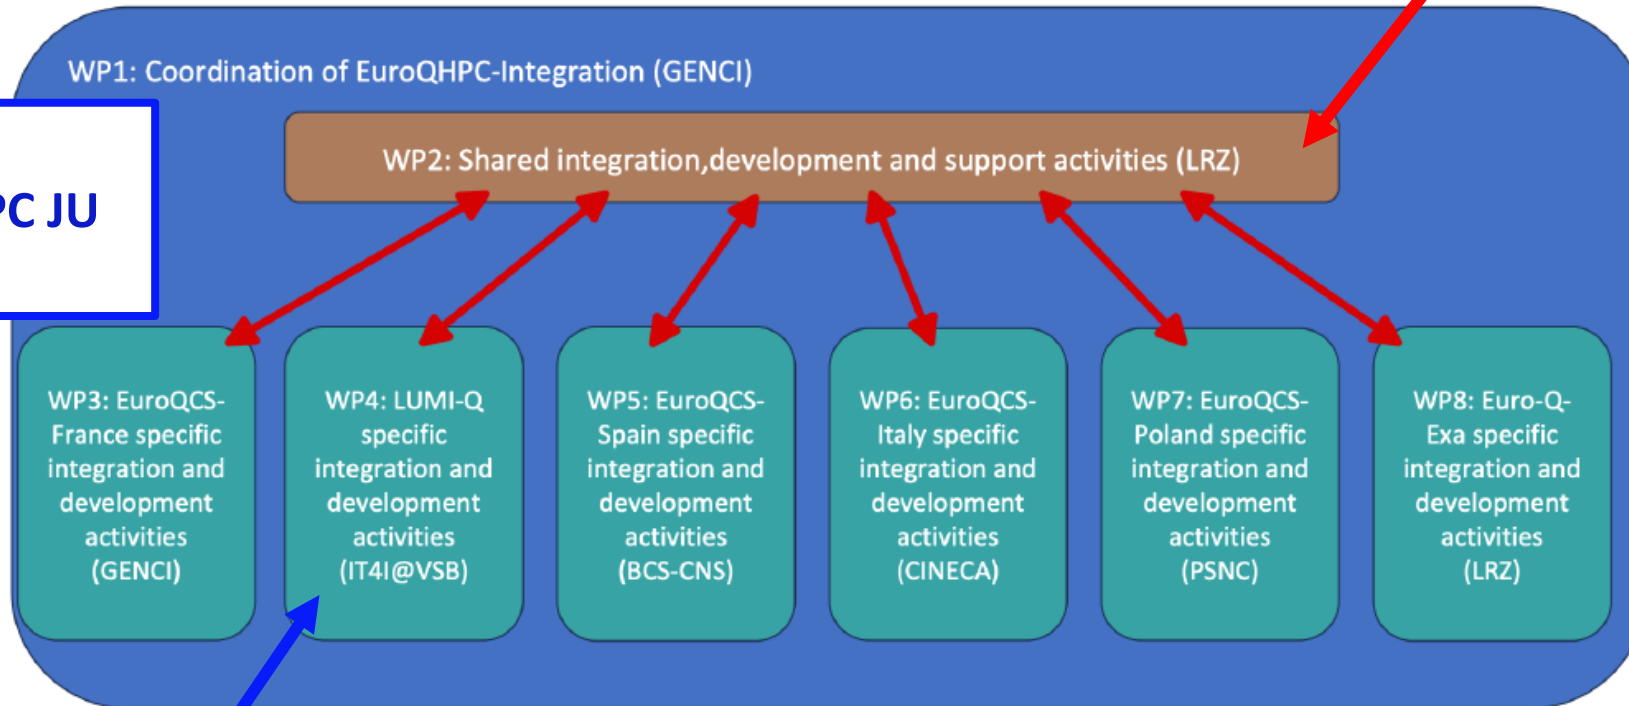 WP1: Coordination of EuroQHPC-Integration (GENCI)
WP2: Shared integration,development and support activities (LRZ)
PC JU
WP3: EuroQCS-
France specific
integration and
development
activities
(GENCI)
WP4: LUMI-Q
specific
integration and
development
activities
(IT4I@VSB)
WP5: EuroQCS-
Spain specific
integration and
development
activities
(BCS-CNS)
WP6: EuroQCS-
Italy specific
integration and
development
activities
(CINECA)
WP7: EuroQCS-
Poland specific
integration and
development
activities
(PSNC)
WP8: Euro-Q-
Exa specific
integration and
development
activities
(LRZ)